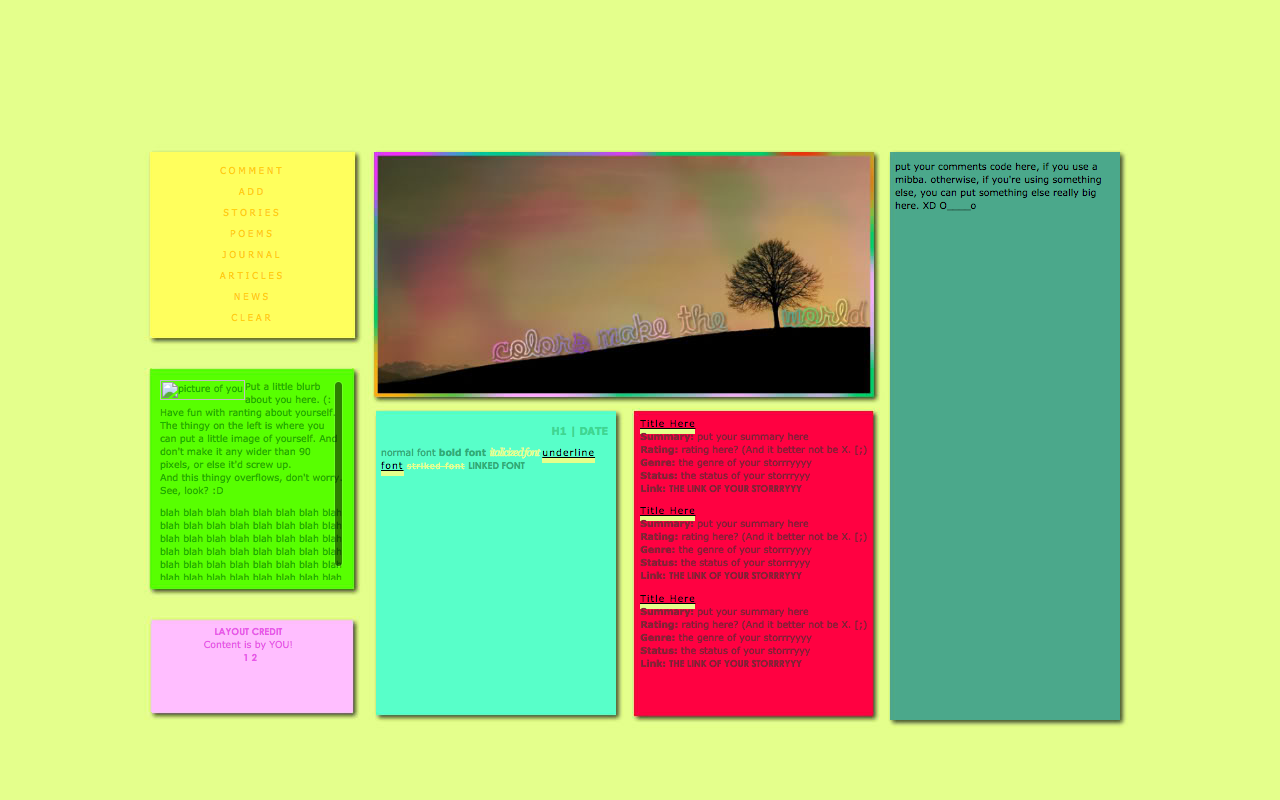 COMMENT
ADD
STORIES
POEMS
JOURNAL
ARTICLES
NEWS
CLEAR
picture of you Put a little blurb
about you here. (:
Have fun with ranting about yourself.
The thingy on the left is where you
can put a little image of yourself. And
don't make it any wider than 90
pixels, or else it'd screw up.
And this thingy overflows, don't worry.
See, look? :D
blah blah blah blah blah blah blah blah
blah blah blah blah blah blah blah blah
blah blah blah blah blah blah blah blah
blah blah blah blah blah blah blah blah
blah blah blah blah blah blah blah blah
blah blah blah blah blah blah blah blah
LAYOUT CREDIT
Content is by YOU!
1 2
colors make the world
H1 | DATE
normal font bold font italicized font underline
font striked font LINKED FONT
Title Here
Summary: put your summary here
Rating: rating here? (And it better not be X. [;)
Genre: the genre of your storrryyyy
Status: the status of your storrryyyy
Link: THE LINK OF YOUR STORRRYYY
Title Here
Summary: put your summary here
Rating: rating here? (And it better not be X. [;)
Genre: the genre of your storrryyyy
Status: the status of your storrryyyy
Link: THE LINK OF YOUR STORRRYYY
Title Here
Summary: put your summary here
Rating: rating here? (And it better not be X. [;)
Genre: the genre of your storrryyyy
Status: the status of your storrryyyy
Link: THE LINK OF YOUR STORRRYYY
put your comments code here, if you use a
mibba. otherwise, if you're using something
else, you can put something else really big
here. XD O_____o